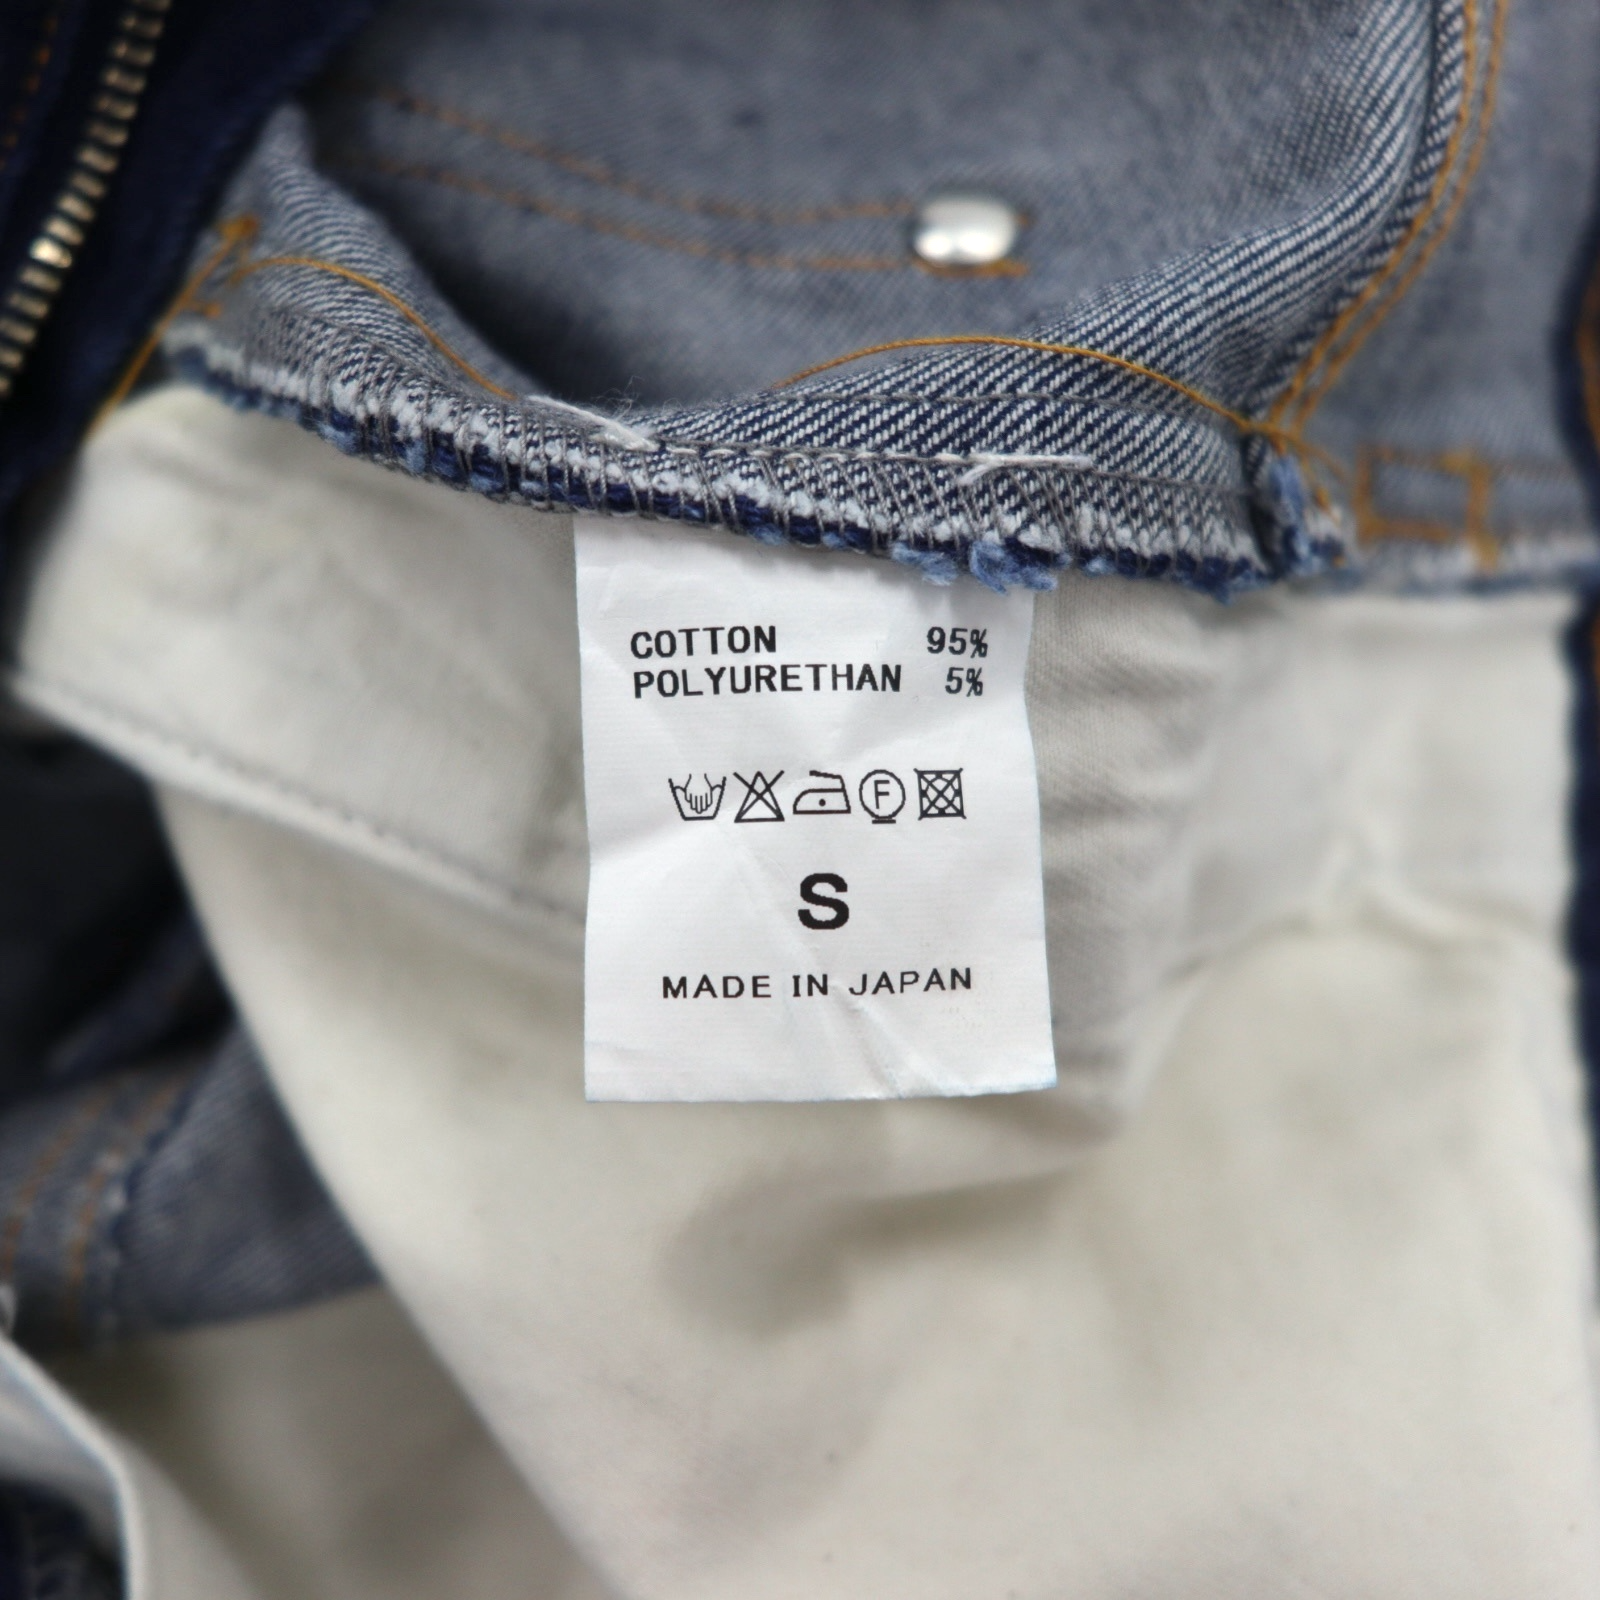 COTTON 95%
POLYURETHAN 5%
F
S
MADE IN JAPAN